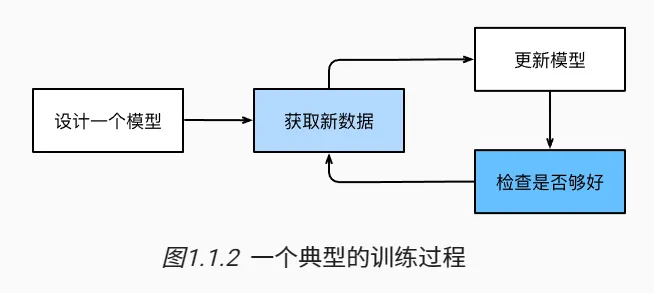 设计一个模型
获取新数据
更新模型
检查是否够好
图1.1.2 一个典型的训练过程